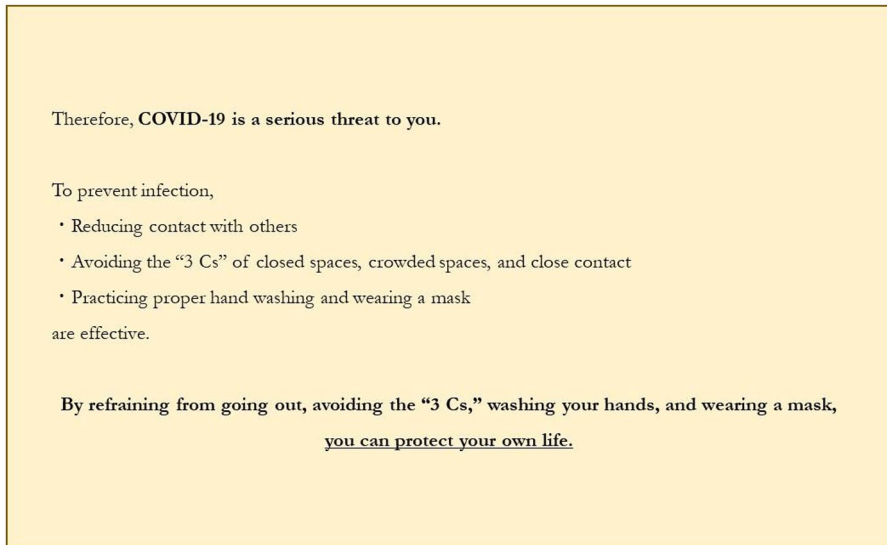 Therefore, COVID-19 is a serious threat to you.
To prevent infection,
・Reducing contact with others
・Avoiding the “3 Cs” of closed spaces, crowded spaces, and close contact
・Practicing proper hand washing and wearing a mask
are effective.
By refraining from going out, avoiding the “3 Cs,” washing your hands, and wearing a mask,
you can protect your own life.